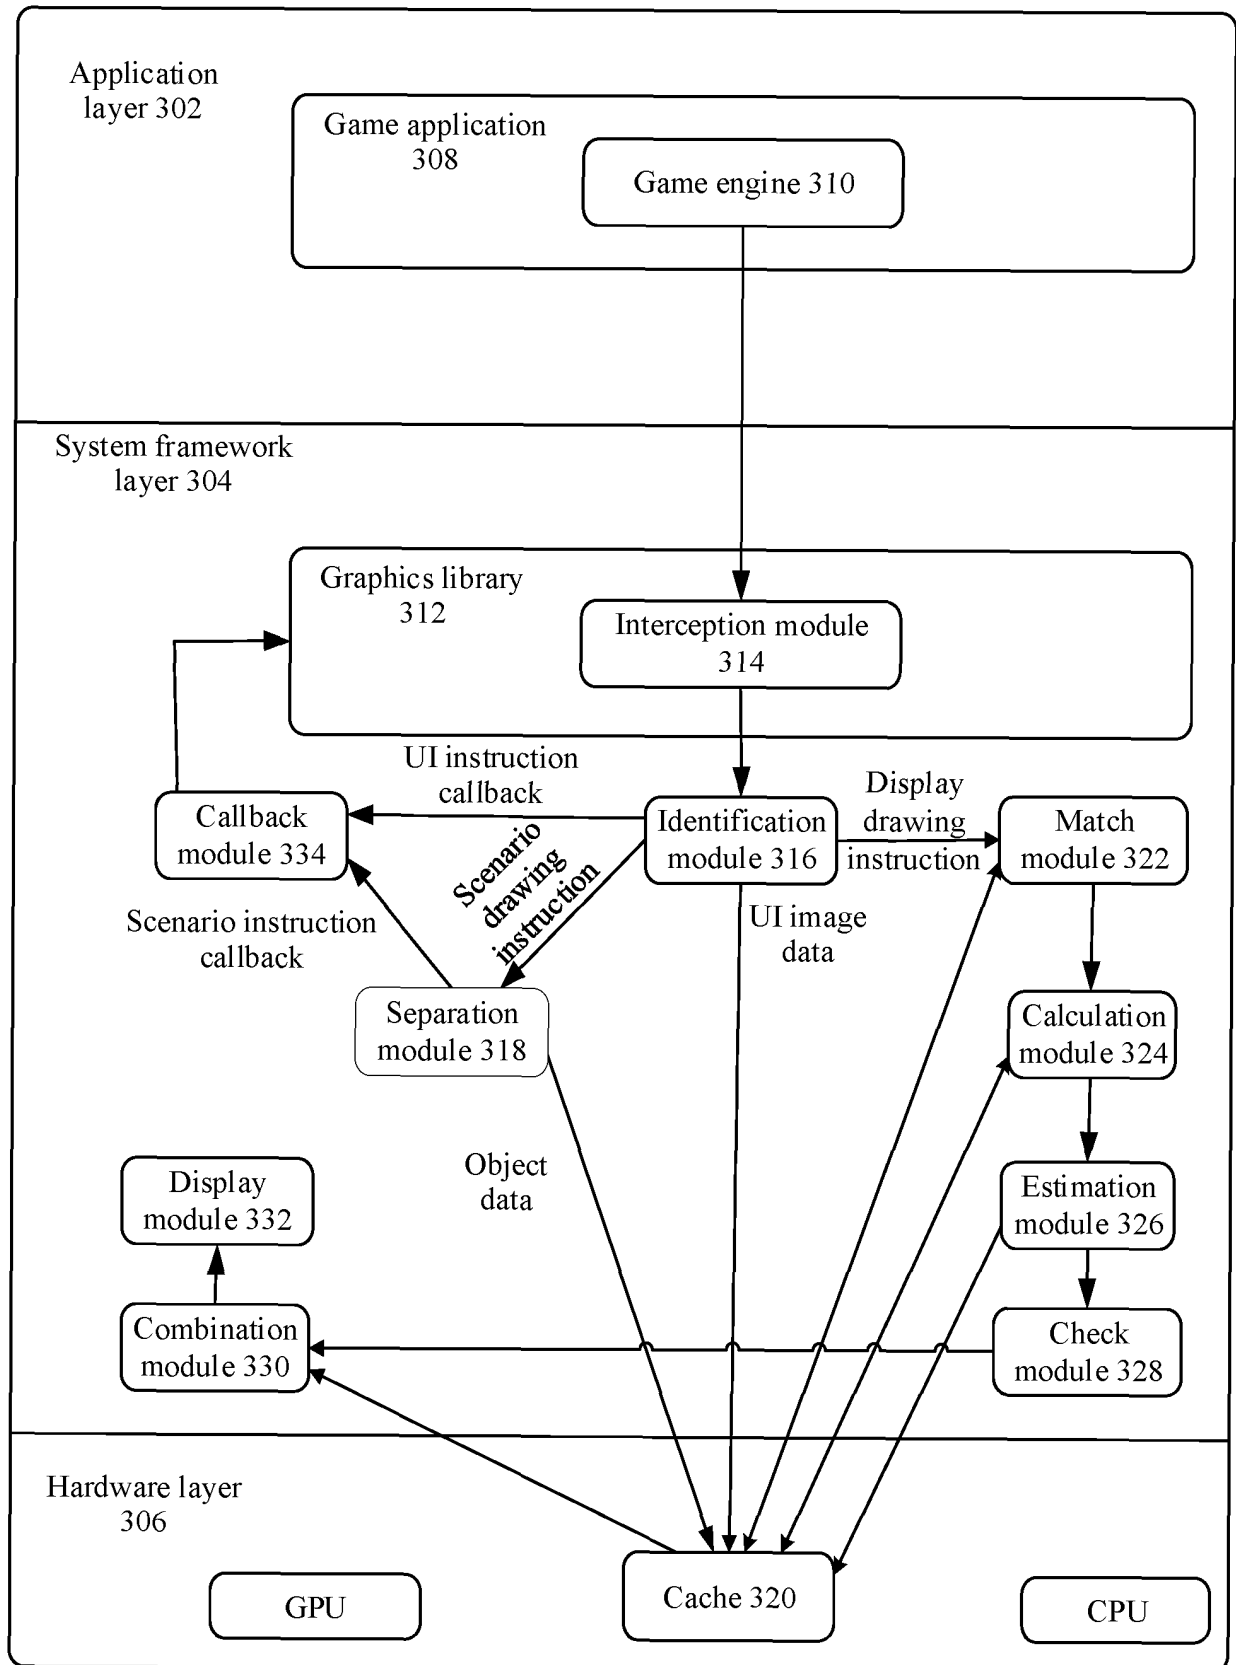 Application
layer 302
Game application
308
Game engine 310
System framework
layer 304
Graphics library
312
Interception module
314
UI instruction
callback
Display
drawing
instruction
Callback
module 334
Identification
module 316
Match
module 322
Scenario
drawing
instruction
Scenario instruction
callback
UI image
data
Separation
module 318
Calculation
module 324
Object
data
Display
module 332
Estimation
module 326
Combination
module 330
Check
module 328
Hardware layer
306
GPU
Cache 320
CPU